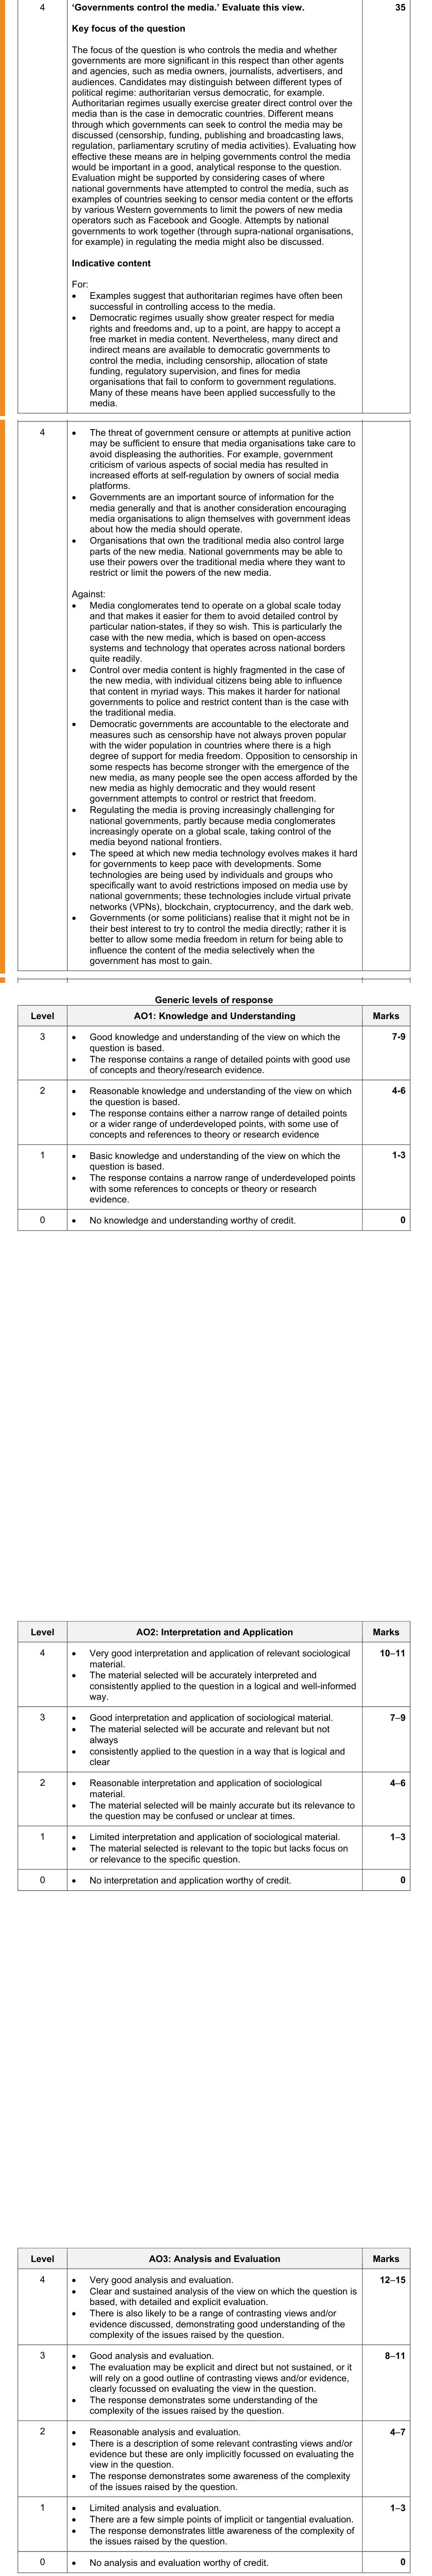 4 ‘Governments control the media.’ Evaluate this view. 35
Key focus of the question
The focus of the question is who controls the media and whether
governments are more significant in this respect than other agents
and agencies, such as media owners, journalists, advertisers, and
audiences. Candidates may distinguish between different types of
political regime: authoritarian versus democratic, for example.
Authoritarian regimes usually exercise greater direct control over the
media than is the case in democratic countries. Different means
through which governments can seek to control the media may be
discussed (censorship, funding, publishing and broadcasting laws,
regulation, parliamentary scrutiny of media activities). Evaluating how
effective these means are in helping governments control the media
would be important in a good, analytical response to the question.
Evaluation might be supported by considering cases of where
national governments have attempted to control the media, such as
examples of countries seeking to censor media content or the efforts
by various Western governments to limit the powers of new media
operators such as Facebook and Google. Attempts by national
governments to work together (through supra-national organisations,
for example) in regulating the media might also be discussed.
Indicative content
For:
• Examples suggest that authoritarian regimes have often been
successful in controlling access to the media.
• Democratic regimes usually show greater respect for media
rights and freedoms and, up to a point, are happy to accept a
free market in media content. Nevertheless, many direct and
indirect means are available to democratic governments to
control the media, including censorship, allocation of state
funding, regulatory supervision, and fines for media
organisations that fail to conform to government regulations.
Many of these means have been applied successfully to the
media.
4 • The threat of government censure or attempts at punitive action
may be sufficient to ensure that media organisations take care to
avoid displeasing the authorities. For example, government
criticism of various aspects of social media has resulted in
increased efforts at self-regulation by owners of social media
platforms.
• Governments are an important source of information for the
media generally and that is another consideration encouraging
media organisations to align themselves with government ideas
about how the media should operate.
• Organisations that own the traditional media also control large
parts of the new media. National governments may be able to
use their powers over the traditional media where they want to
restrict or limit the powers of the new media.
Against:
• Media conglomerates tend to operate on a global scale today
and that makes it easier for them to avoid detailed control by
particular nation-states, if they so wish. This is particularly the
case with the new media, which is based on open-access
systems and technology that operates across national borders
quite readily.
• Control over media content is highly fragmented in the case of
the new media, with individual citizens being able to influence
that content in myriad ways. This makes it harder for national
governments to police and restrict content than is the case with
the traditional media.
• Democratic governments are accountable to the electorate and
measures such as censorship have not always proven popular
with the wider population in countries where there is a high
degree of support for media freedom. Opposition to censorship in
some respects has become stronger with the emergence of the
new media, as many people see the open access afforded by the
new media as highly democratic and they would resent
government attempts to control or restrict that freedom.
• Regulating the media is proving increasingly challenging for
national governments, partly because media conglomerates
increasingly operate on a global scale, taking control of the
media beyond national frontiers.
• The speed at which new media technology evolves makes it hard
for governments to keep pace with developments. Some
technologies are being used by individuals and groups who
specifically want to avoid restrictions imposed on media use by
national governments; these technologies include virtual private
networks (VPNs), blockchain, cryptocurrency, and the dark web.
• Governments (or some politicians) realise that it might not be in
their best interest to try to control the media directly; rather it is
better to allow some media freedom in return for being able to
influence the content of the media selectively when the
government has most to gain.
Generic levels of response
Level AO1: Knowledge and Understanding Marks
3 • Good knowledge and understanding of the view on which the 7-9
question is based.
• The response contains a range of detailed points with good use
of concepts and theory/research evidence.
2 • Reasonable knowledge and understanding of the view on which 4-6
the question is based.
• The response contains either a narrow range of detailed points
or a wider range of underdeveloped points, with some use of
concepts and references to theory or research evidence
1 • Basic knowledge and understanding of the view on which the 1-3
question is based.
• The response contains a narrow range of underdeveloped points
with some references to concepts or theory or research
evidence.
0 • No knowledge and understanding worthy of credit. 0
Level AO2: Interpretation and Application Marks
4 • Very good interpretation and application of relevant sociological 10–11
material.
• The material selected will be accurately interpreted and
consistently applied to the question in a logical and well-informed
way.
3 • Good interpretation and application of sociological material. 7–9
• The material selected will be accurate and relevant but not
always
• consistently applied to the question in a way that is logical and
clear
2 • Reasonable interpretation and application of sociological 4–6
material.
• The material selected will be mainly accurate but its relevance to
the question may be confused or unclear at times.
1 • Limited interpretation and application of sociological material. 1–3
• The material selected is relevant to the topic but lacks focus on
or relevance to the specific question.
0 • No interpretation and application worthy of credit. 0
Level AO3: Analysis and Evaluation Marks
4 • Very good analysis and evaluation. 12–15
• Clear and sustained analysis of the view on which the question is
based, with detailed and explicit evaluation.
• There is also likely to be a range of contrasting views and/or
evidence discussed, demonstrating good understanding of the
complexity of the issues raised by the question.
3 • Good analysis and evaluation. 8–11
• The evaluation may be explicit and direct but not sustained, or it
will rely on a good outline of contrasting views and/or evidence,
clearly focussed on evaluating the view in the question.
• The response demonstrates some understanding of the
complexity of the issues raised by the question.
2 • Reasonable analysis and evaluation. 4–7
• There is a description of some relevant contrasting views and/or
evidence but these are only implicitly focussed on evaluating the
view in the question.
• The response demonstrates some awareness of the complexity
of the issues raised by the question.
1 • Limited analysis and evaluation. 1–3
• There are a few simple points of implicit or tangential evaluation.
• The response demonstrates little awareness of the complexity of
the issues raised by the question.
0 • No analysis and evaluation worthy of credit. 0